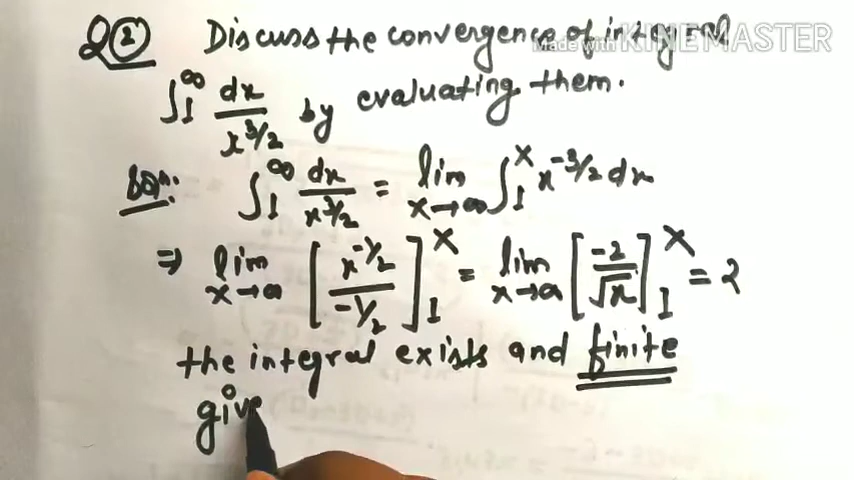 Made with KINEMASTER
Q② Discuss the convergence of integral
∫₁^∞ dx/x^3/2 by evaluating them.
Soln: ∫₁^∞ dx/x^3/2 = lim x→∞ ∫₁^X x^-3/2 dx
⇒ lim x→∞ [x^-1/2 / -1/2]₁^X = lim x→∞ [-2/√x]₁^X = 2
the integral exists and finite
give